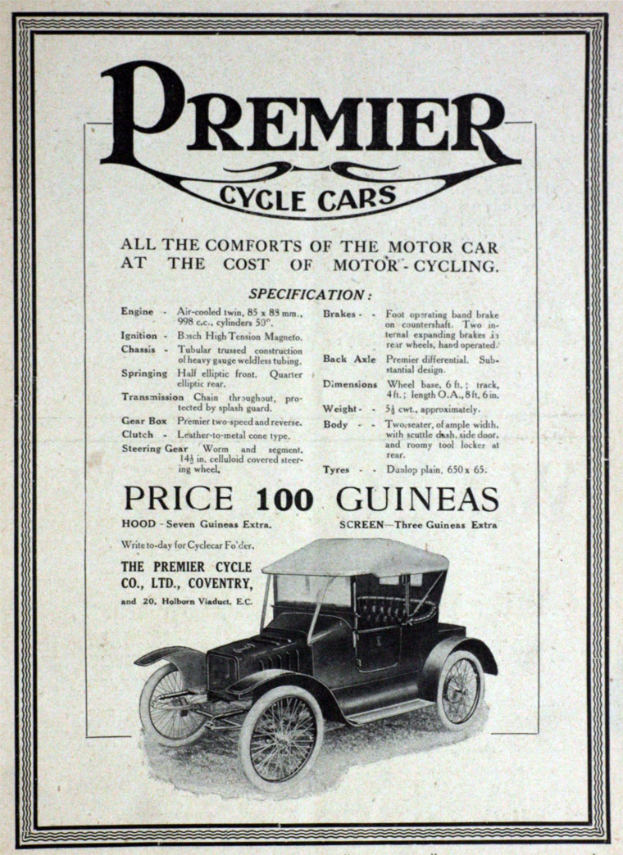 PREMIER
CYCLE CARS
ALL THE COMFORTS OF THE MOTOR CAR
AT THE COST OF MOTOR-CYCLING.
SPECIFICATION:
Engine - Air-cooled twin, 85 x 88 mm.,
998 c.c., cylinders 50°.
Ignition - Bosch High Tension Magneto.
Chassis - Tubular trussed construction
of heavy gauge weldless tubing.
Springing Half elliptic front. Quarter
elliptic rear.
Transmission Chain throughout, pro-
tected by splash guard.
Gear Box Premier two-speed and reverse.
Clutch - Leather-to-metal cone type.
Steering Gear Worm and segment.
14½ in. celluloid covered steer-
ing wheel.
Brakes - - Foot operating band brake
on countershaft. Two in-
ternal expanding brakes in
rear wheels, hand operated.
Back Axle Premier differential. Sub-
stantial design.
Dimensions Wheel base, 6 ft.; track,
4 ft.; length O.A., 8 ft. 6 in.
Weight - - 5½ cwt., approximately.
Body - - Two-seater, of ample width,
with scuttle dash, side door,
and roomy tool locker at
rear.
Tyres - - Dunlop plain, 650 x 65.
PRICE 100 GUINEAS
HOOD - Seven Guineas Extra.
SCREEN—Three Guineas Extra
Write to-day for Cyclecar Folder.
THE PREMIER CYCLE
CO., LTD., COVENTRY,
and 20, Holborn Viaduct, E.C.